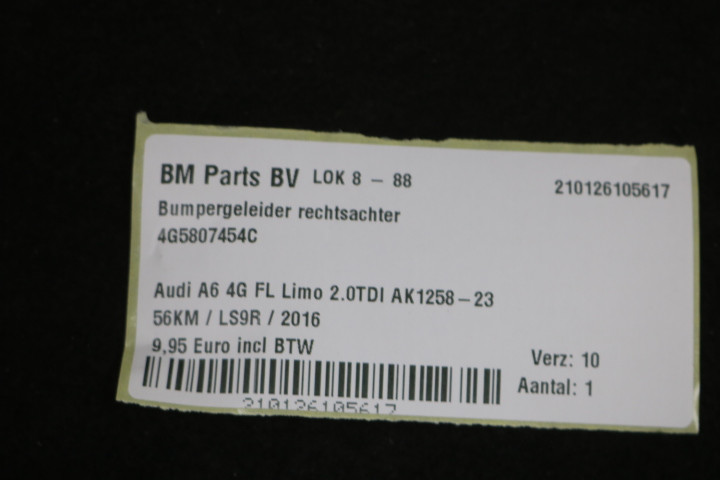 BM Parts BV LOK 8 - 88 210126105617
Bumpergeleider rechtsachter
4G5807454C
Audi A6 4G FL Limo 2.0TDI AK1258-23
56KM / LS9R / 2016
9,95 Euro incl BTW
Verz: 10
Aantal: 1
210126105617